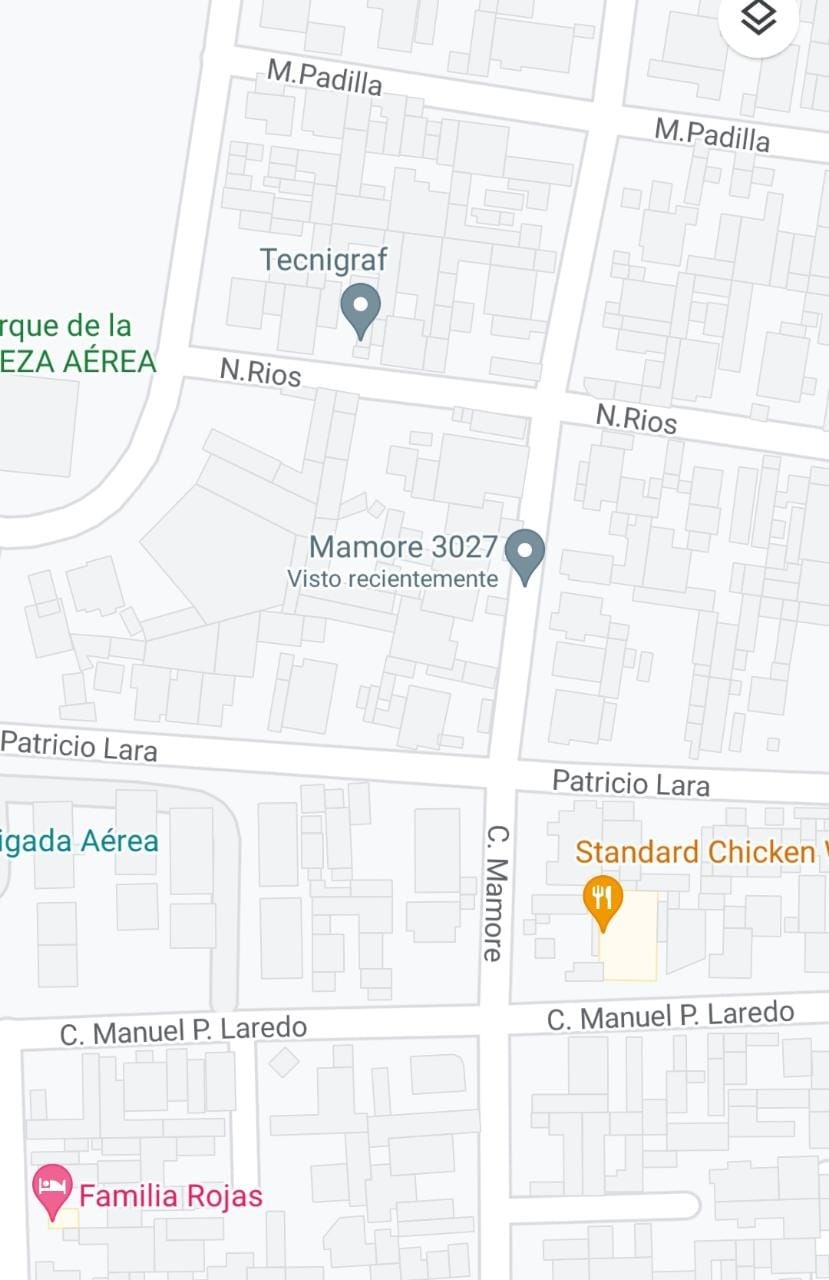 M.Padilla
M.Padilla
Tecnigraf
rque de la
EZA AÉREA
N.Rios
N.Rios
Mamore 3027
Visto recientemente
Patricio Lara
Patricio Lara
igada Aérea
C. Mamore
Standard Chicken
C. Manuel P. Laredo
C. Manuel P. Laredo
Familia Rojas